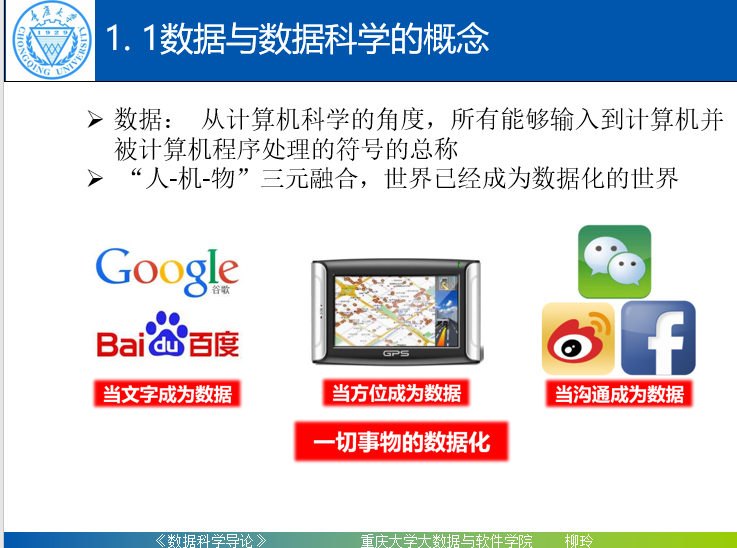 重庆大学
1929
CHONGQING UNIVERSITY
1. 1数据与数据科学的概念
➢ 数据： 从计算机科学的角度，所有能够输入到计算机并
被计算机程序处理的符号的总称
➢ “人-机-物”三元融合，世界已经成为数据化的世界
Google
谷歌
Bai du 百度
GPS
f
当文字成为数据
当方位成为数据
当沟通成为数据
一切事物的数据化
《数据科学导论》 重庆大学大数据与软件学院 柳玲